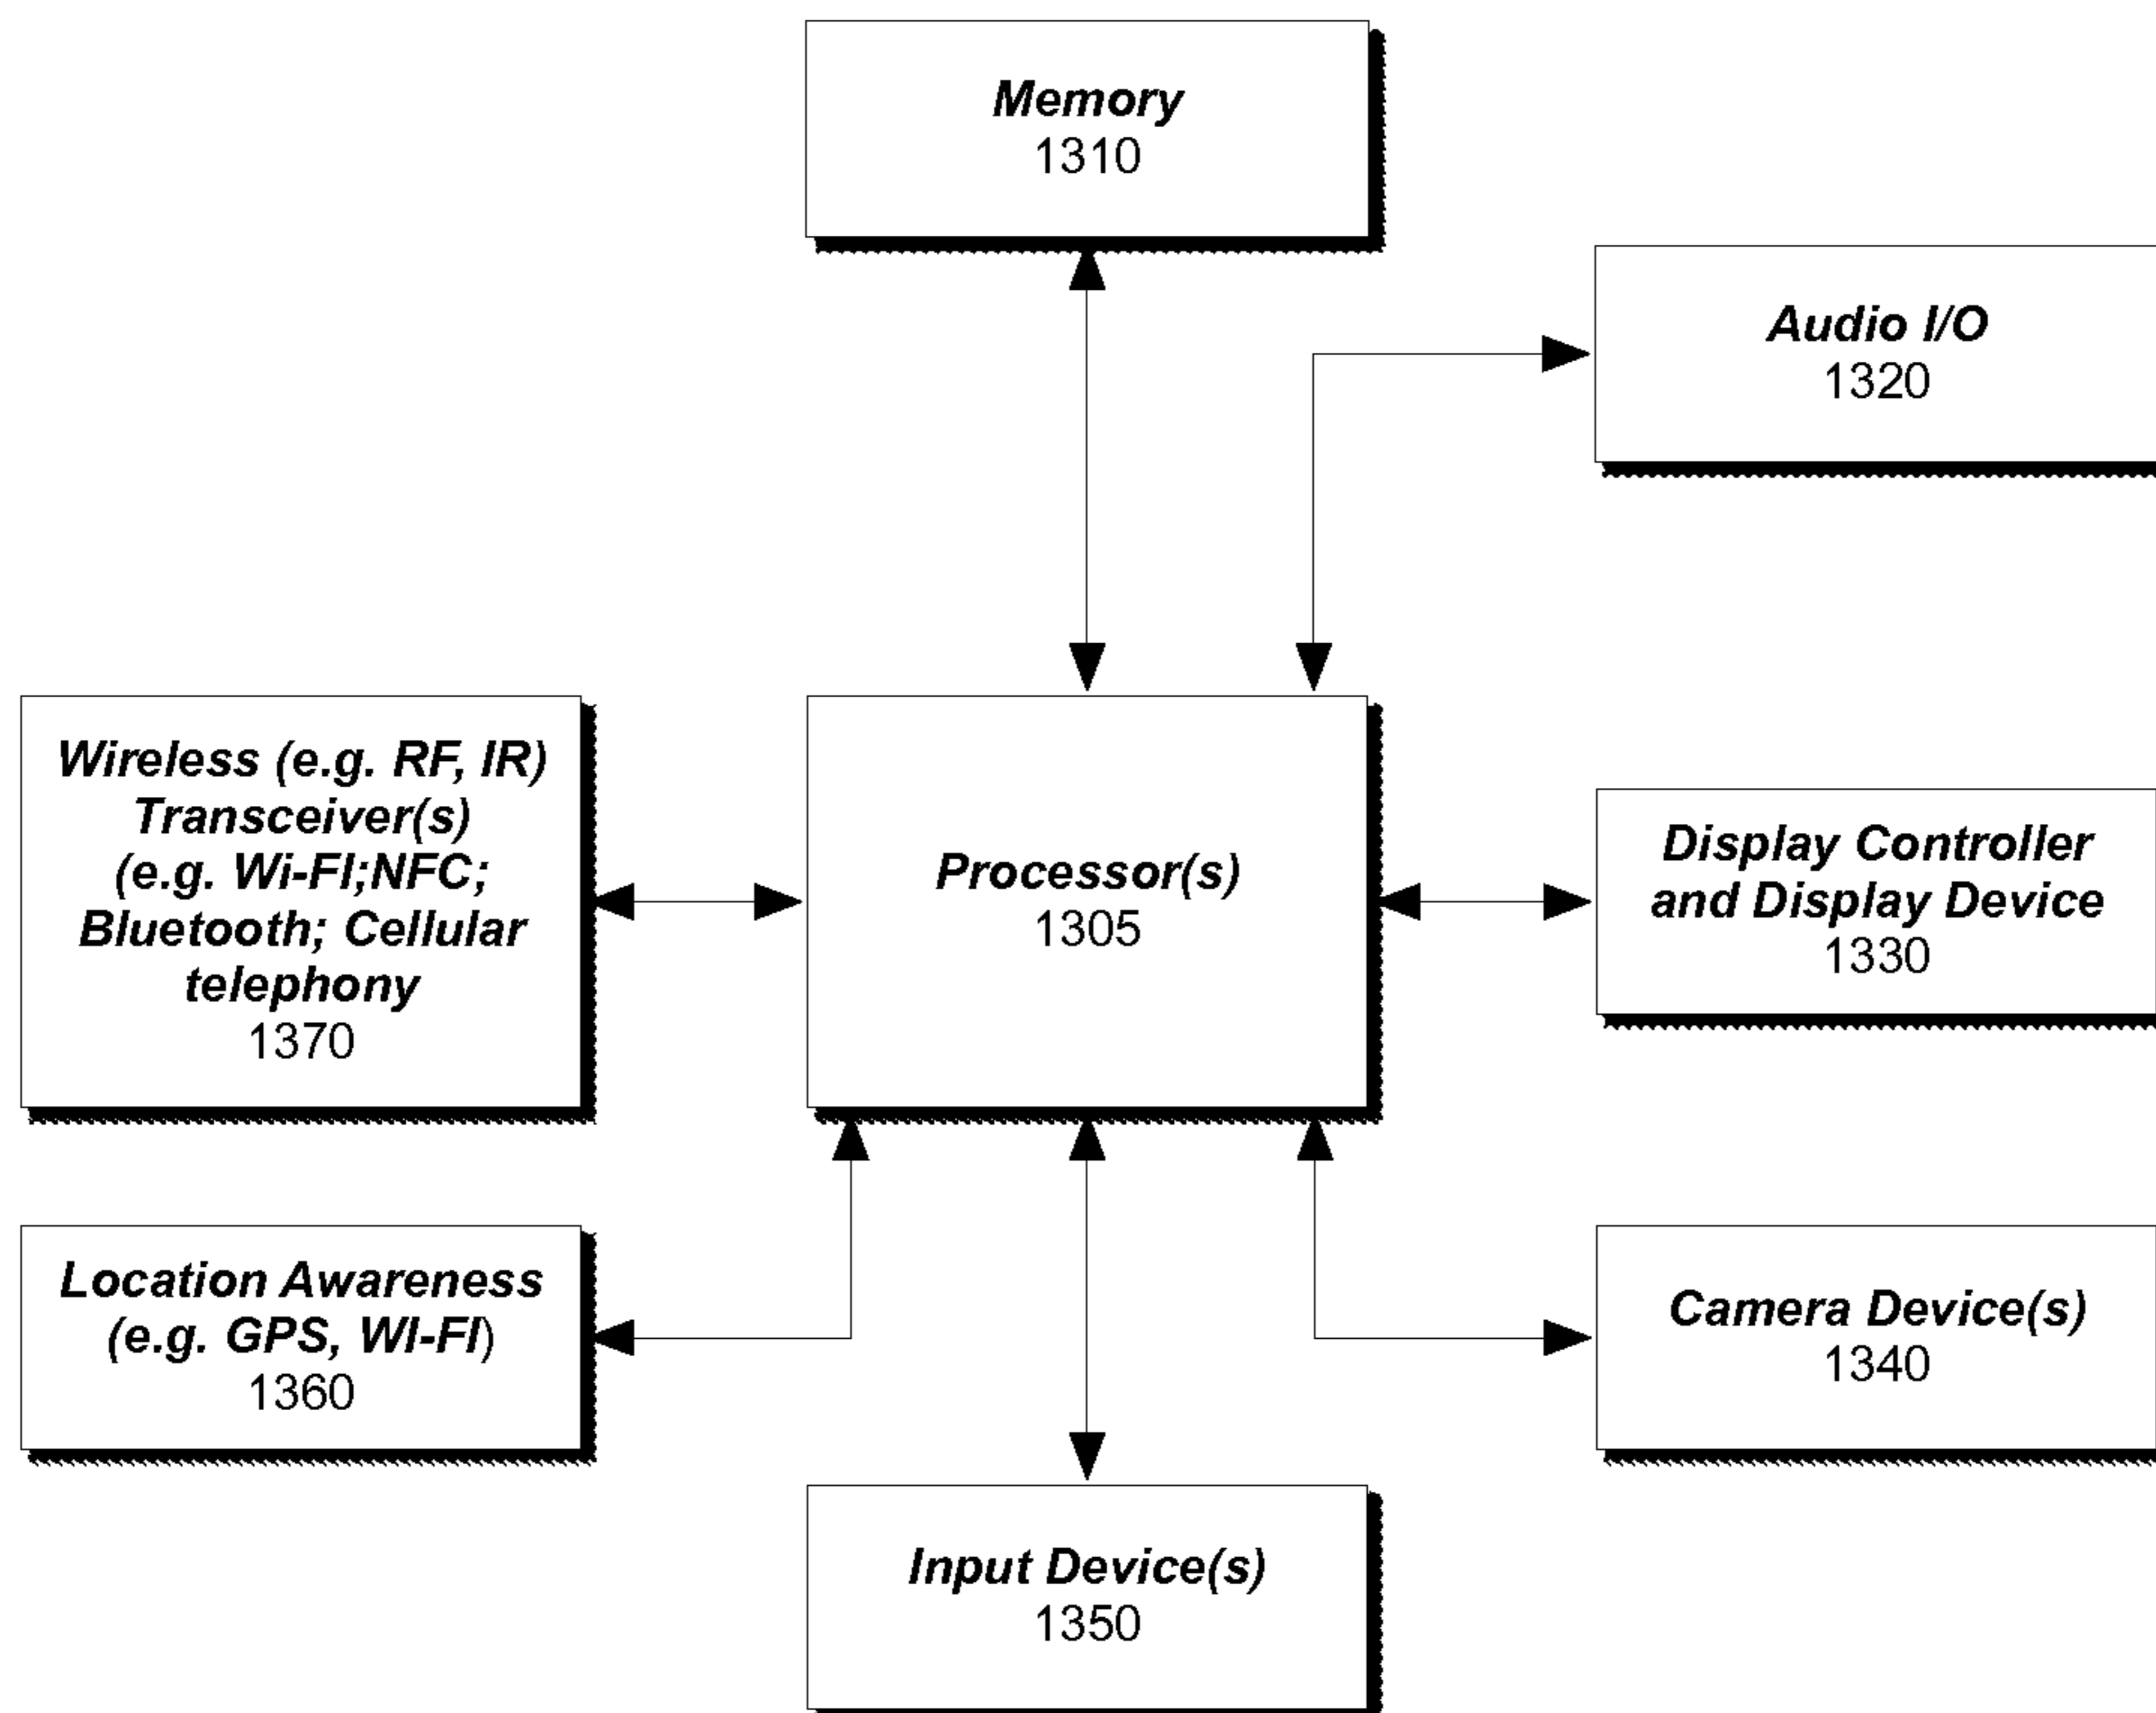 Memory
1310
Audio I/O
1320
Wireless (e.g. RF, IR)
Transceiver(s)
(e.g. Wi-FI;NFC;
Bluetooth; Cellular
telephony
1370
Processor(s)
1305
Display Controller
and Display Device
1330
Location Awareness
(e.g. GPS, WI-FI)
1360
Camera Device(s)
1340
Input Device(s)
1350